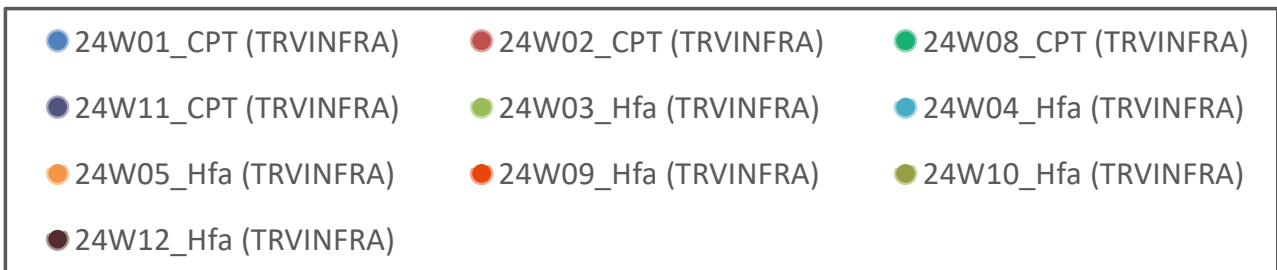 24W01_CPT (TRVINFRA) 24W02_CPT (TRVINFRA) 24W08_CPT (TRVINFRA)
24W11_CPT (TRVINFRA) 24W03_Hfa (TRVINFRA) 24W04_Hfa (TRVINFRA)
24W05_Hfa (TRVINFRA) 24W09_Hfa (TRVINFRA) 24W10_Hfa (TRVINFRA)
24W12_Hfa (TRVINFRA)